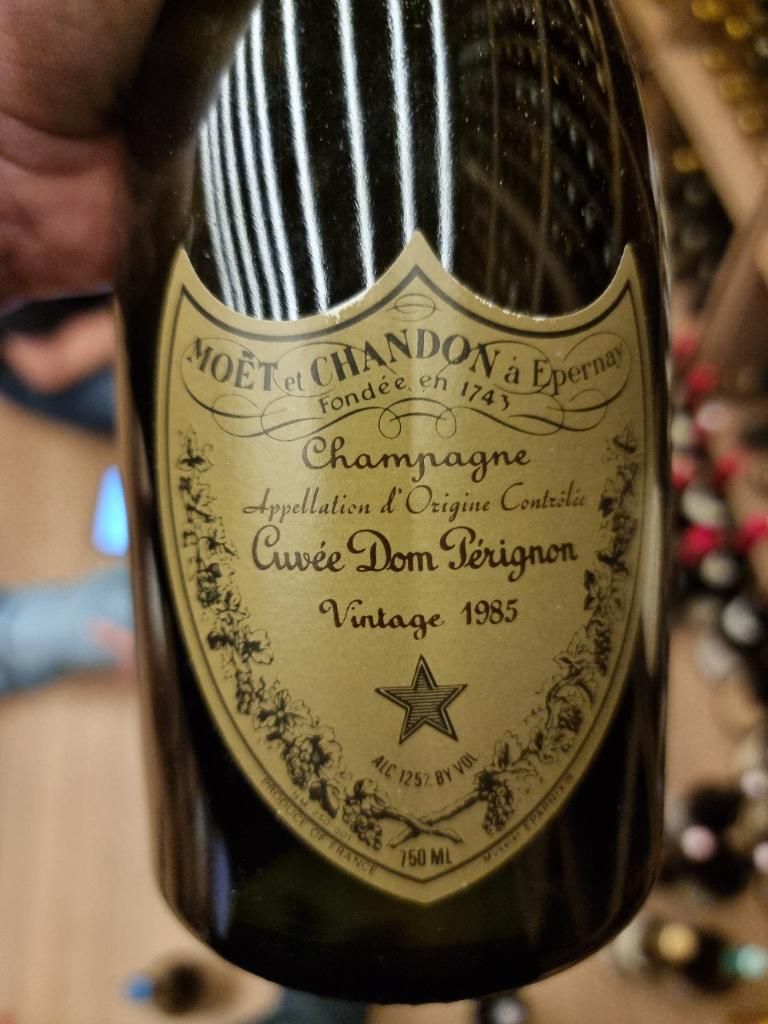 MOËT et CHANDON à Epernay
Fondée en 1743
Champagne
Appellation d'Origine Contrôlée
Cuvée Dom Pérignon
Vintage 1985
ALC 12.5% BY VOL
PRODUCE OF FRANCE
750 ML